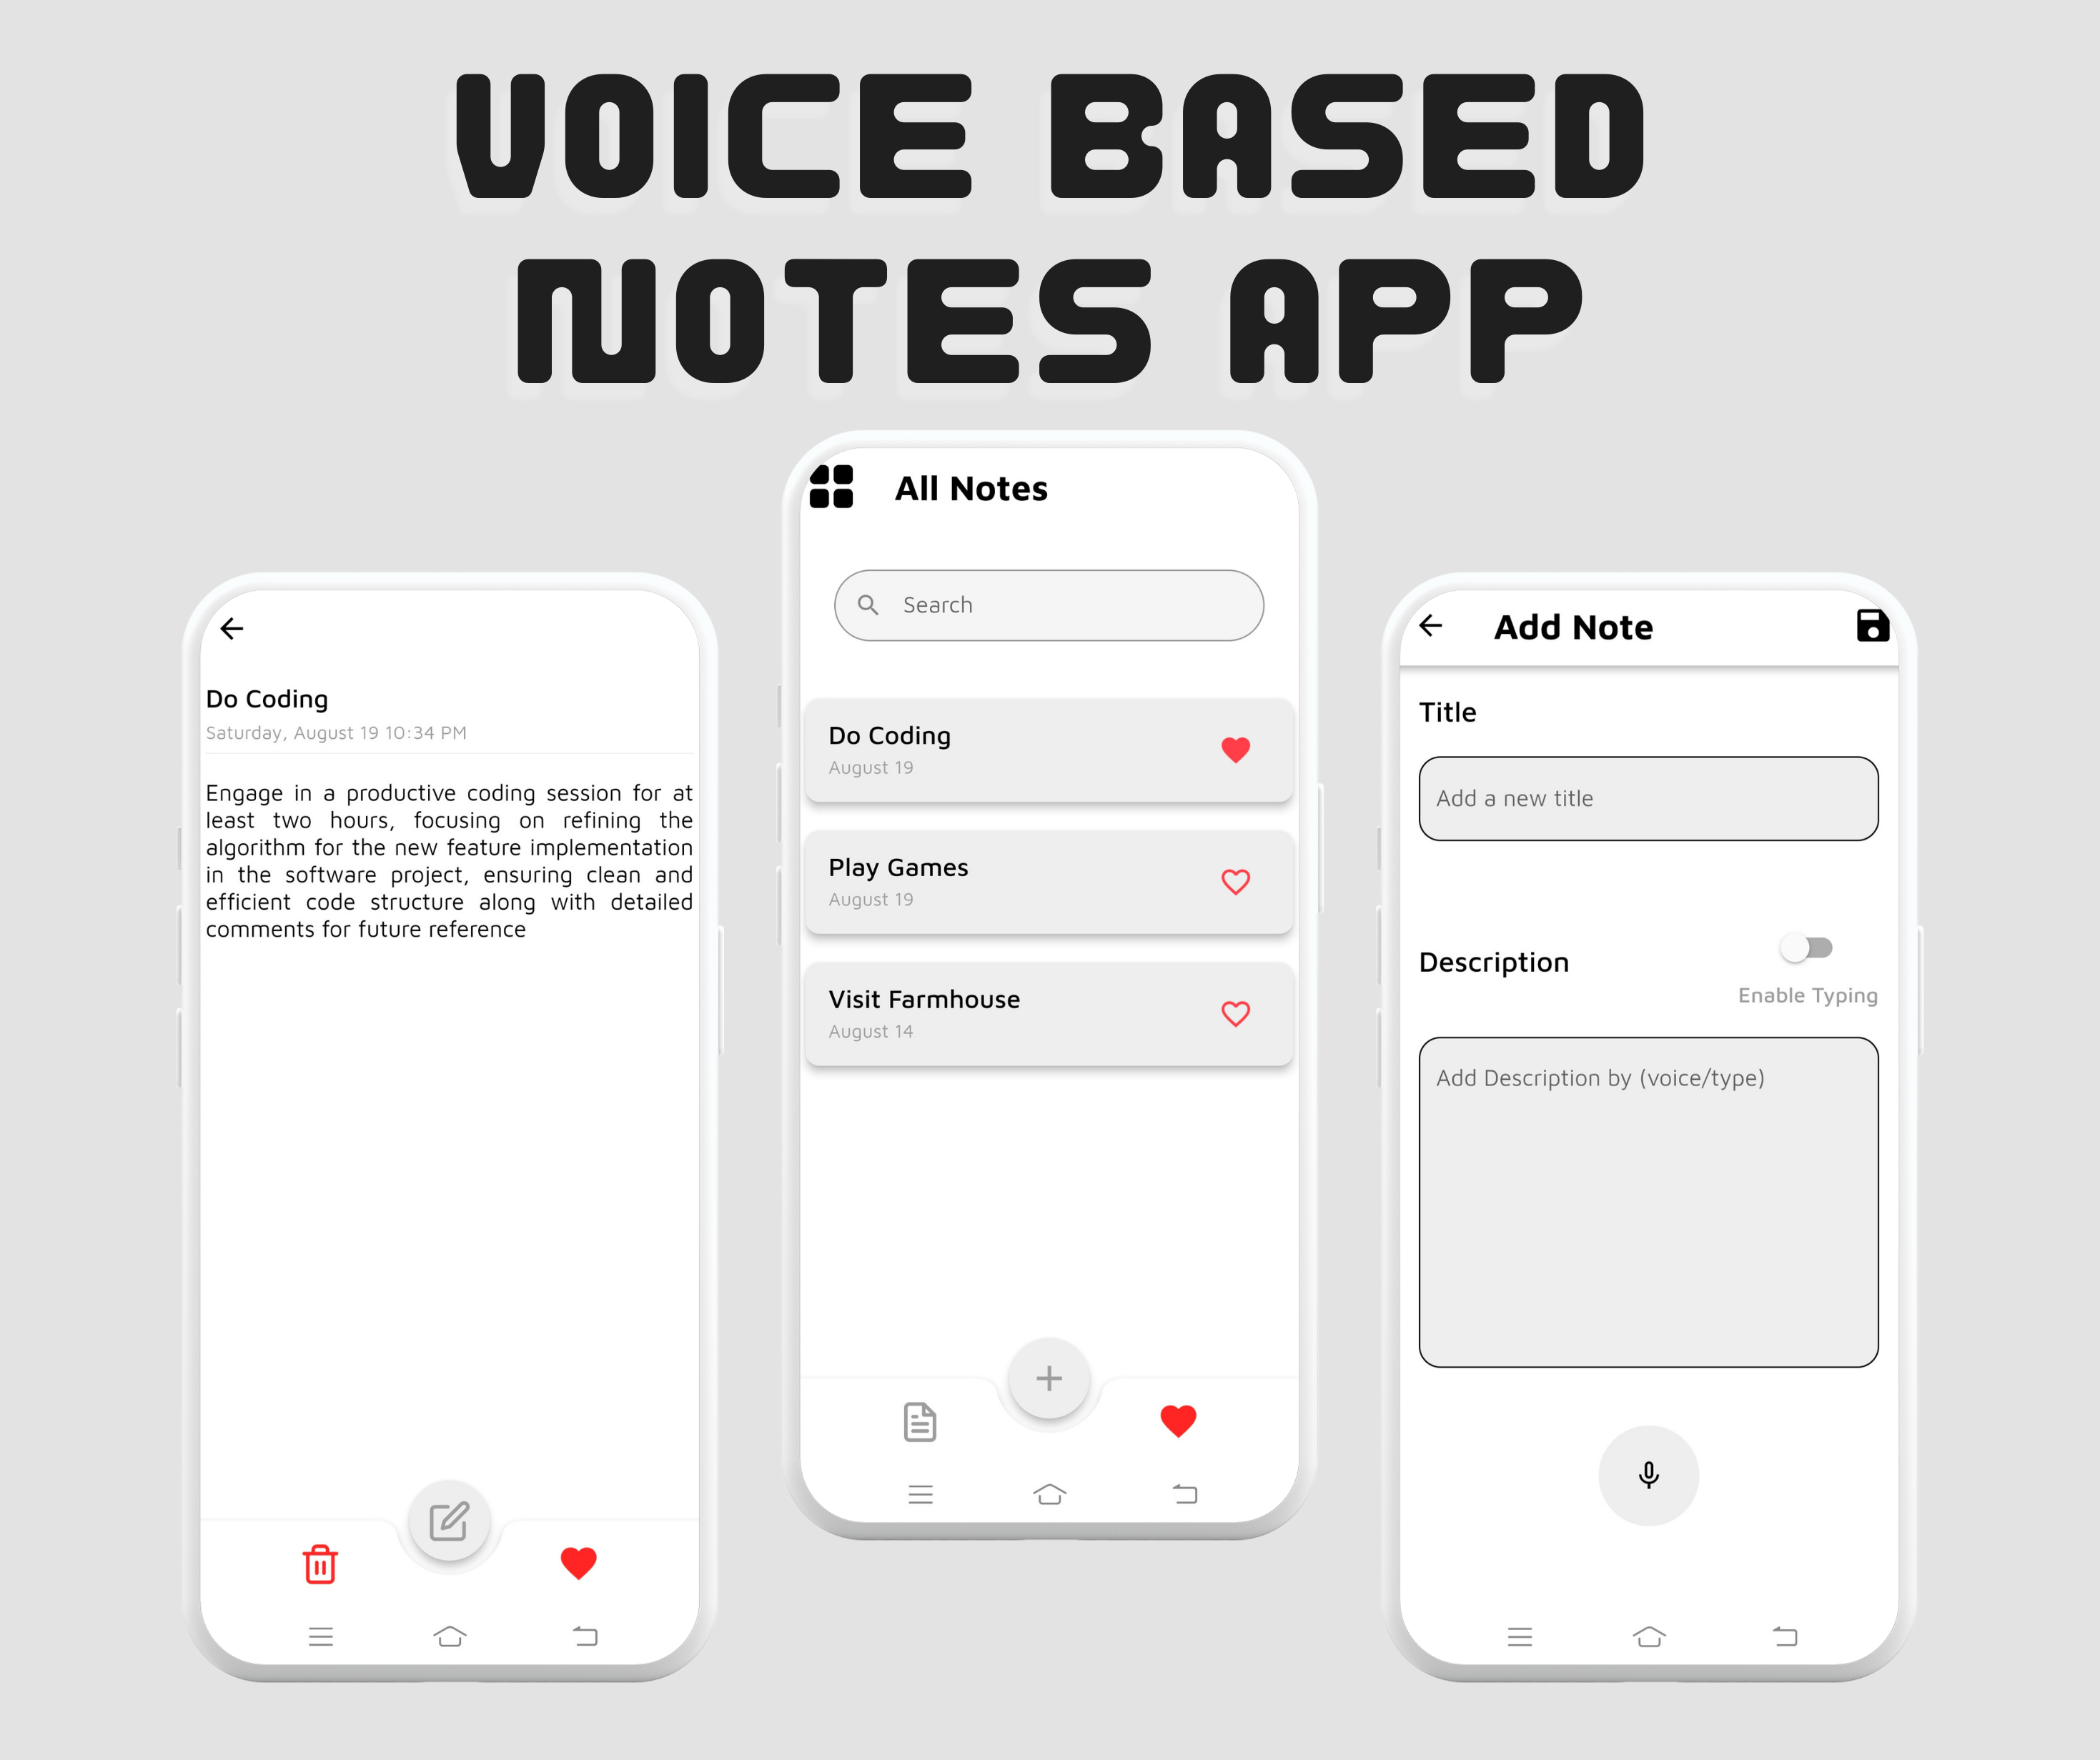 VOICE BASED
NOTES APP
Do Coding
Saturday, August 19 10:34 PM
Engage in a productive coding session for at
least two hours, focusing on refining the
algorithm for the new feature implementation
in the software project, ensuring clean and
efficient code structure along with detailed
comments for future reference
All Notes
Search
Do Coding
August 19
Play Games
August 19
Visit Farmhouse
August 14
Add Note
Title
Add a new title
Description
Enable Typing
Add Description by (voice/type)